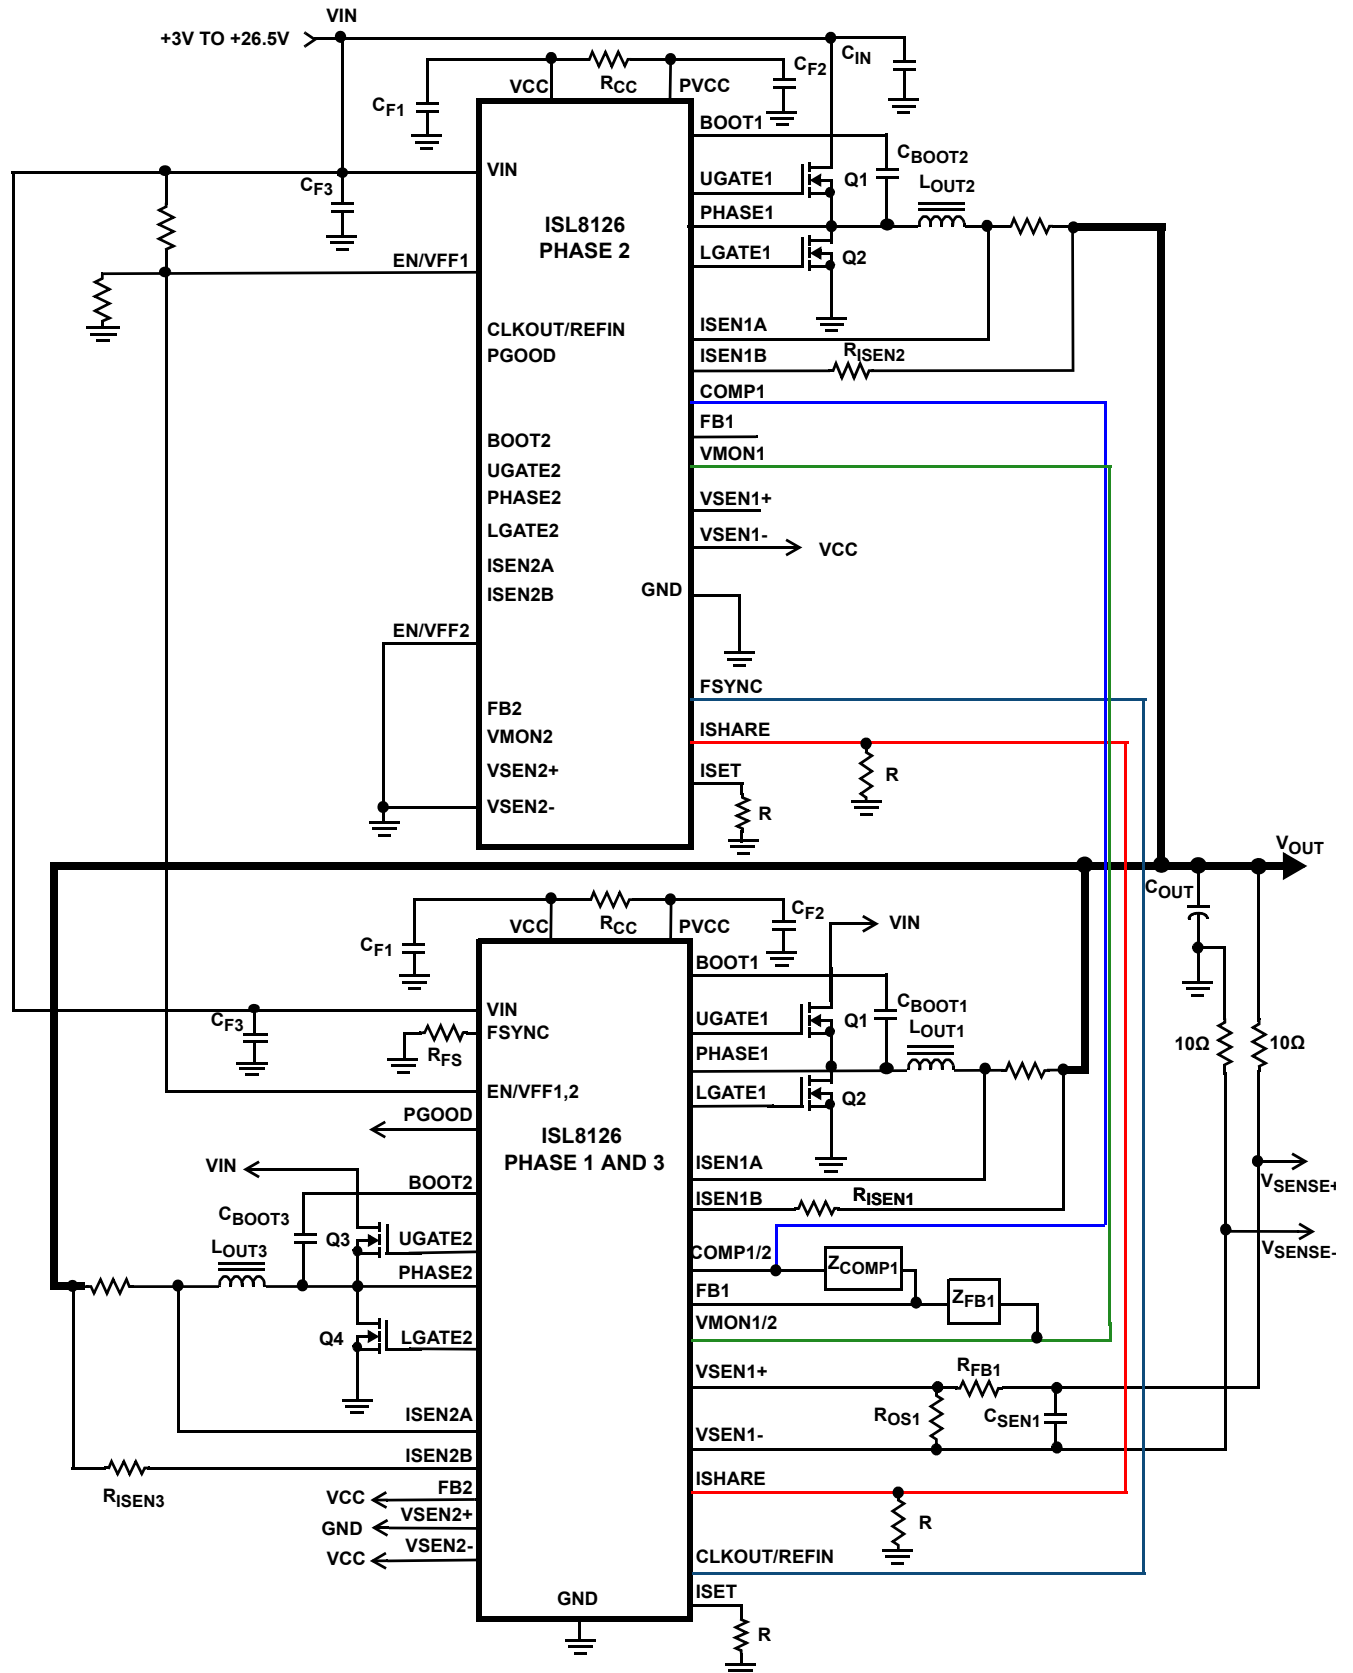 VIN
+3V TO +26.5V
CIN
CF1
VCC
RCC
PVCC
CF2
BOOT1
CBOOT2
LOUT2
VIN
CF3
UGATE1
Q1
ISL8126
PHASE 2
PHASE1
EN/VFF1
LGATE1
Q2
CLKOUT/REFIN
PGOOD
ISEN1A
ISEN1B
RISEN2
COMP1
FB1
BOOT2
VMON1
UGATE2
PHASE2
VSEN1+
LGATE2
VSEN1-
VCC
ISEN2A
ISEN2B
GND
EN/VFF2
FSYNC
FB2
VMON2
ISHARE
R
VSEN2+
ISET
R
VSEN2-
VOUT
COUT
CF1
VCC
RCC
PVCC
CF2
VIN
BOOT1
CBOOT1
LOUT1
VIN
CF3
FSYNC
RFS
UGATE1
Q1
10Ω
10Ω
PHASE1
EN/VFF1,2
LGATE1
Q2
PGOOD
ISL8126
PHASE 1 AND 3
VIN
ISEN1A
BOOT2
ISEN1B
RISEN1
VSENSE+
CBOOT3
Q3
UGATE2
VSENSE-
LOUT3
COMP1/2
ZCOMP1
PHASE2
FB1
ZFB1
VMON1/2
Q4
LGATE2
VSEN1+
RFB1
ISEN2A
ROS1
CSEN1
VSEN1-
ISEN2B
RISEN3
ISHARE
R
VCC
FB2
GND
VSEN2+
VCC
VSEN2-
CLKOUT/REFIN
GND
ISET
R